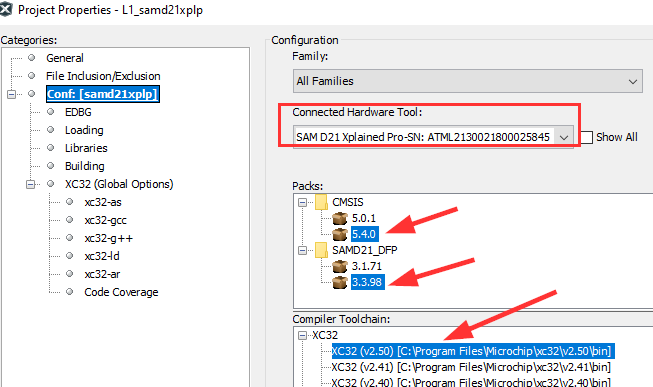 Project Properties - L1_samd21xplp
Categories:
General
File Inclusion/Exclusion
Conf: [samd21xplp]
EDBG
Loading
Libraries
Building
XC32 (Global Options)
xc32-as
xc32-gcc
xc32-g++
xc32-ld
xc32-ar
Code Coverage
Configuration
Family:
All Families
Connected Hardware Tool:
SAM D21 Xplained Pro-SN: ATML2130021800025845
Show All
Packs:
CMSIS
5.0.1
5.4.0
SAMD21_DFP
3.1.71
3.3.98
Compiler Toolchain:
XC32
XC32 (v2.50) [C:\Program Files\Microchip\xc32\v2.50\bin]
XC32 (v2.41) [C:\Program Files\Microchip\xc32\v2.41\bin]
XC32 (v2.40) [C:\Program Files\Microchip\xc32\v2.40\bin]